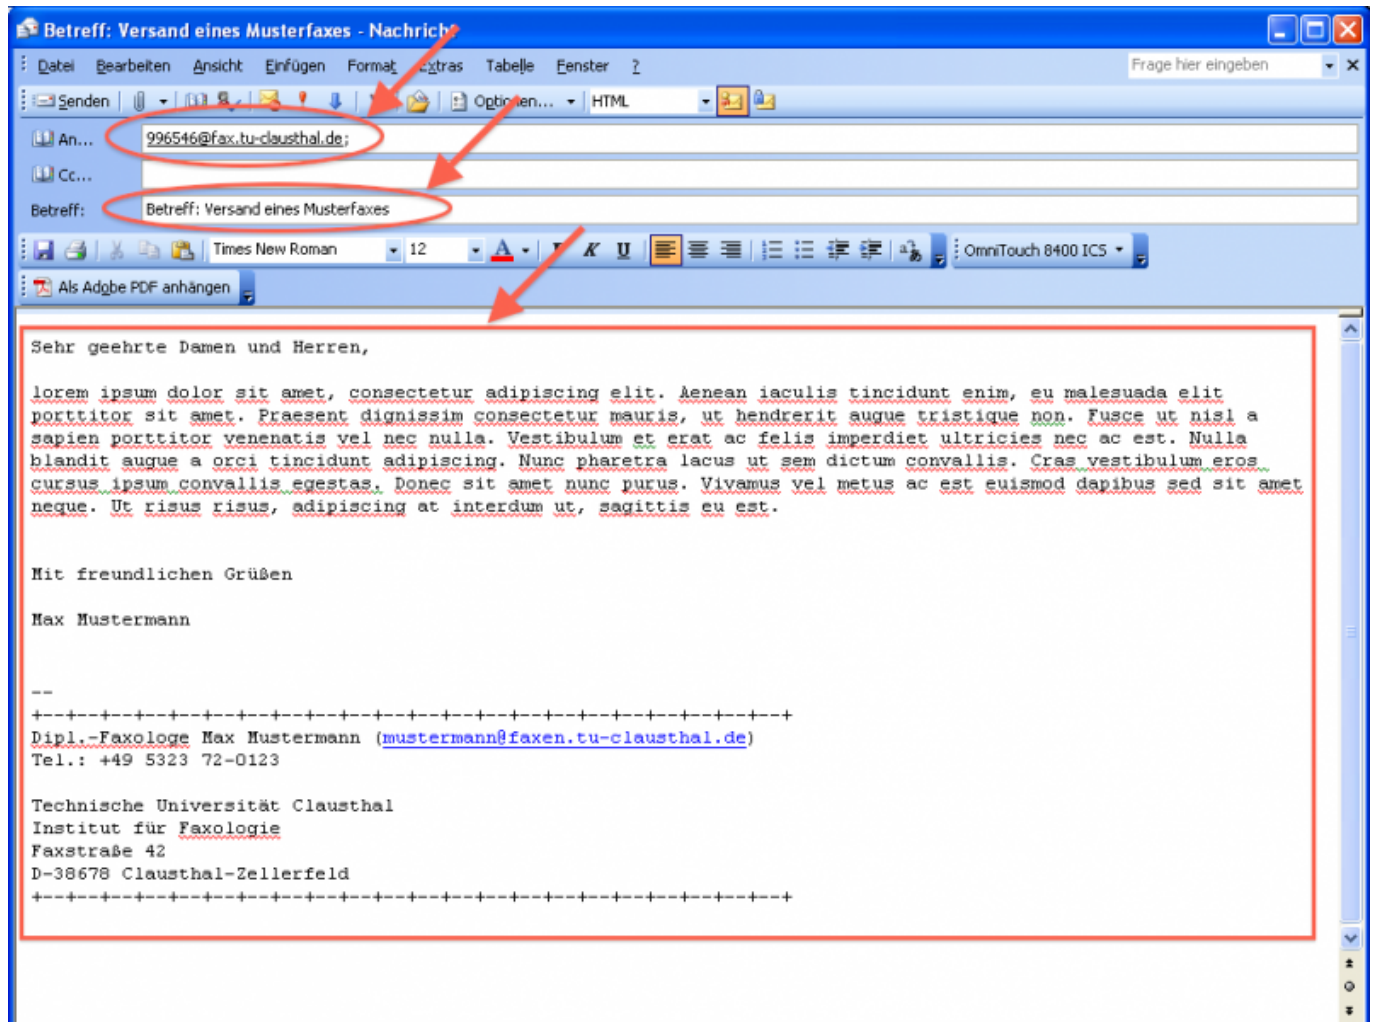 Betreff: Versand eines Musterfaxes - Nachricht
Datei Bearbeiten Ansicht Einfügen Format Extras Tabelle Fenster ? Frage hier eingeben
Senden Optionen... HTML
An... 996546@fax.tu-clausthal.de;
Cc...
Betreff: Betreff: Versand eines Musterfaxes
Times New Roman 12 A K U OmniTouch 8400 ICS
Als Adobe PDF anhängen
Sehr geehrte Damen und Herren,
lorem ipsum dolor sit amet, consectetur adipiscing elit. Aenean iaculis tincidunt enim, eu malesuada elit
porttitor sit amet. Praesent dignissim consectetur mauris, ut hendrerit augue tristique non. Fusce ut nisl a
sapien porttitor venenatis vel nec nulla. Vestibulum et erat ac felis imperdiet ultricies nec ac est. Nulla
blandit augue a orci tincidunt adipiscing. Nunc pharetra lacus ut sem dictum convallis. Cras vestibulum eros
cursus ipsum convallis egestas. Donec sit amet nunc purus. Vivamus vel metus ac est euismod dapibus sed sit amet
neque. Ut risus risus, adipiscing at interdum ut, sagittis eu est.
Mit freundlichen Grüßen
Max Mustermann
--
+--+--+--+--+--+--+--+--+--+--+--+--+--+--+--+--+--+--+--+--+--+--+
Dipl.-Faxologe Max Mustermann (mustermann@faxen.tu-clausthal.de)
Tel.: +49 5323 72-0123
Technische Universität Clausthal
Institut für Faxologie
Faxstraße 42
D-38678 Clausthal-Zellerfeld
+--+--+--+--+--+--+--+--+--+--+--+--+--+--+--+--+--+--+--+--+--+--+